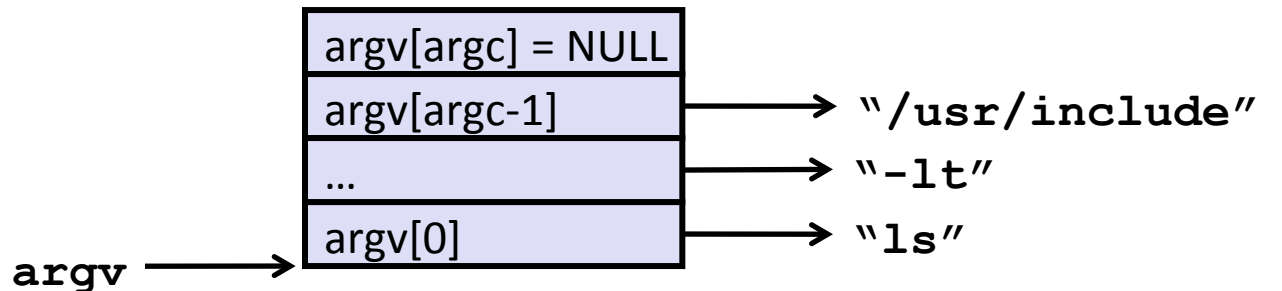 argv[argc] = NULL
argv[argc-1] “/usr/include”
… “-lt”
argv[0] “ls”
argv